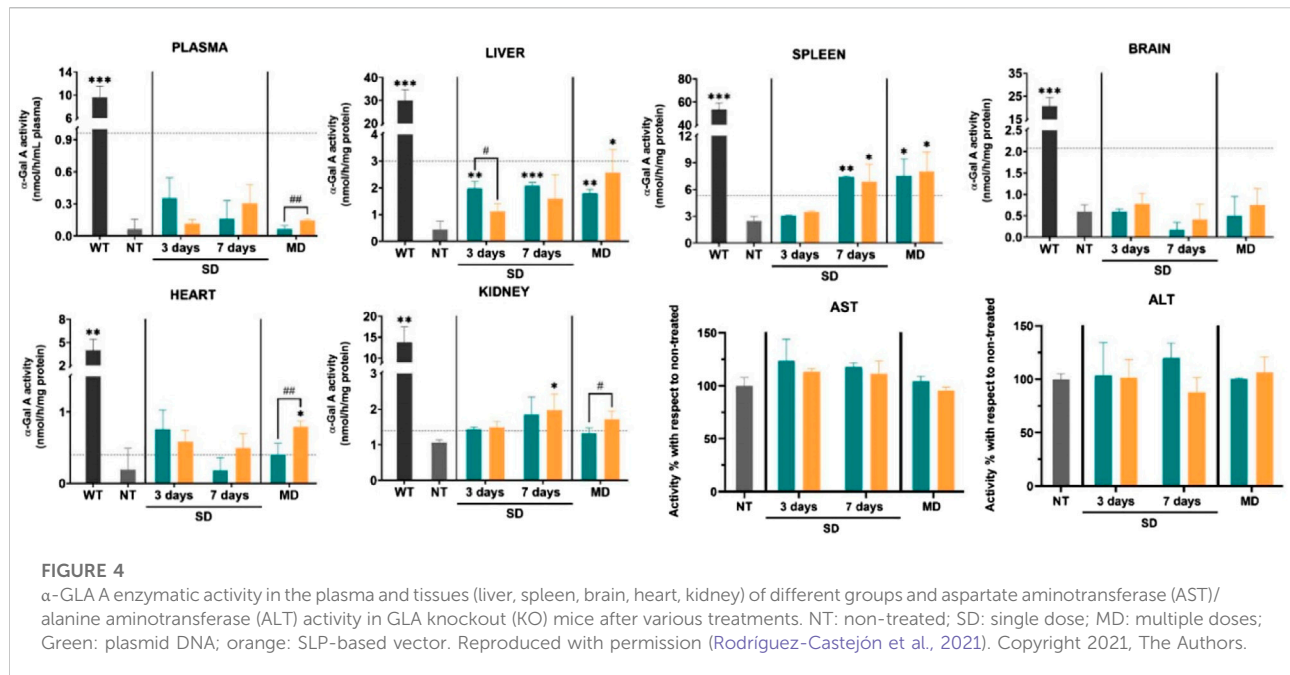 PLASMA
α-Gal A activity
(nmol/h/mL plasma)
14
10
6
0.9
0.6
0.3
0.0
***
##
WT NT 3 days 7 days MD
SD
LIVER
α-Gal A activity
(nmol/h/mg protein)
40
30
20
10
4
3
2
1
0
***
**
#
***
**
*
WT NT 3 days 7 days MD
SD
SPLEEN
α-Gal A activity
(nmol/h/mg protein)
80
60
40
12
9
6
3
0
***
**
*
*
*
WT NT 3 days 7 days MD
SD
BRAIN
α-Gal A activity
(nmol/h/mg protein)
35
25
15
5
2.5
2.0
1.5
1.0
0.5
0.0
***
WT NT 3 days 7 days MD
SD
HEART
α-Gal A activity
(nmol/h/mg protein)
8
5
2
1
0
**
##
*
WT NT 3 days 7 days MD
SD
KIDNEY
α-Gal A activity
(nmol/h/mg protein)
20
15
10
5
3
2
1
0
**
*
#
WT NT 3 days 7 days MD
SD
AST
Activity % with respect to non-treated
150
125
100
75
50
25
0
NT 3 days 7 days MD
SD
ALT
Activity % with respect to non-treated
150
100
50
0
NT 3 days 7 days MD
SD
FIGURE 4
α-GLA A enzymatic activity in the plasma and tissues (liver, spleen, brain, heart, kidney) of different groups and aspartate aminotransferase (AST)/
alanine aminotransferase (ALT) activity in GLA knockout (KO) mice after various treatments. NT: non-treated; SD: single dose; MD: multiple doses;
Green: plasmid DNA; orange: SLP-based vector. Reproduced with permission (Rodríguez-Castejón et al., 2021). Copyright 2021, The Authors.